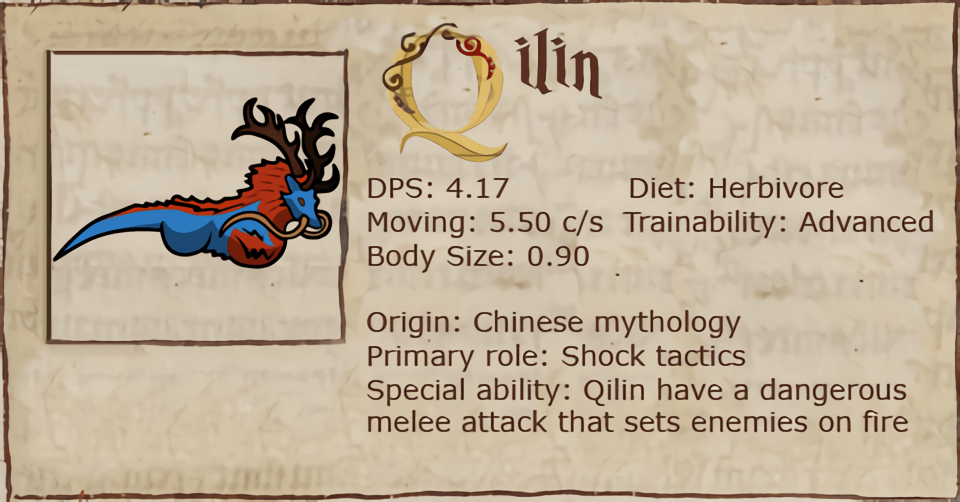 Qilin
DPS: 4.17 Diet: Herbivore
Moving: 5.50 c/s Trainability: Advanced
Body Size: 0.90
Origin: Chinese mythology
Primary role: Shock tactics
Special ability: Qilin have a dangerous
melee attack that sets enemies on fire